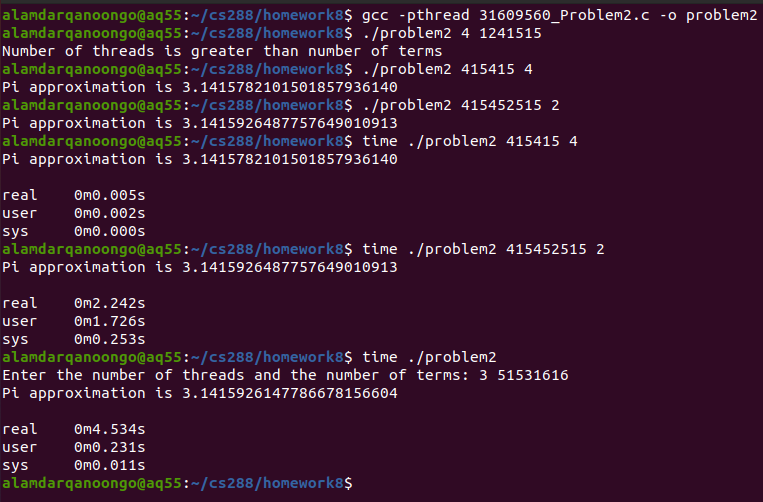 alamdarqanoongo@aq55:~/cs288/homework8$ gcc -pthread 31609560_Problem2.c -o problem2
alamdarqanoongo@aq55:~/cs288/homework8$ ./problem2 4 1241515
Number of threads is greater than number of terms
alamdarqanoongo@aq55:~/cs288/homework8$ ./problem2 415415 4
Pi approximation is 3.1415782101501857936140
alamdarqanoongo@aq55:~/cs288/homework8$ ./problem2 415452515 2
Pi approximation is 3.1415926487757649010913
alamdarqanoongo@aq55:~/cs288/homework8$ time ./problem2 415415 4
Pi approximation is 3.1415782101501857936140
real    0m0.005s
user    0m0.002s
sys     0m0.000s
alamdarqanoongo@aq55:~/cs288/homework8$ time ./problem2 415452515 2
Pi approximation is 3.1415926487757649010913
real    0m2.242s
user    0m1.726s
sys     0m0.253s
alamdarqanoongo@aq55:~/cs288/homework8$ time ./problem2
Enter the number of threads and the number of terms: 3 51531616
Pi approximation is 3.1415926147786678156604
real    0m4.534s
user    0m0.231s
sys     0m0.011s
alamdarqanoongo@aq55:~/cs288/homework8$